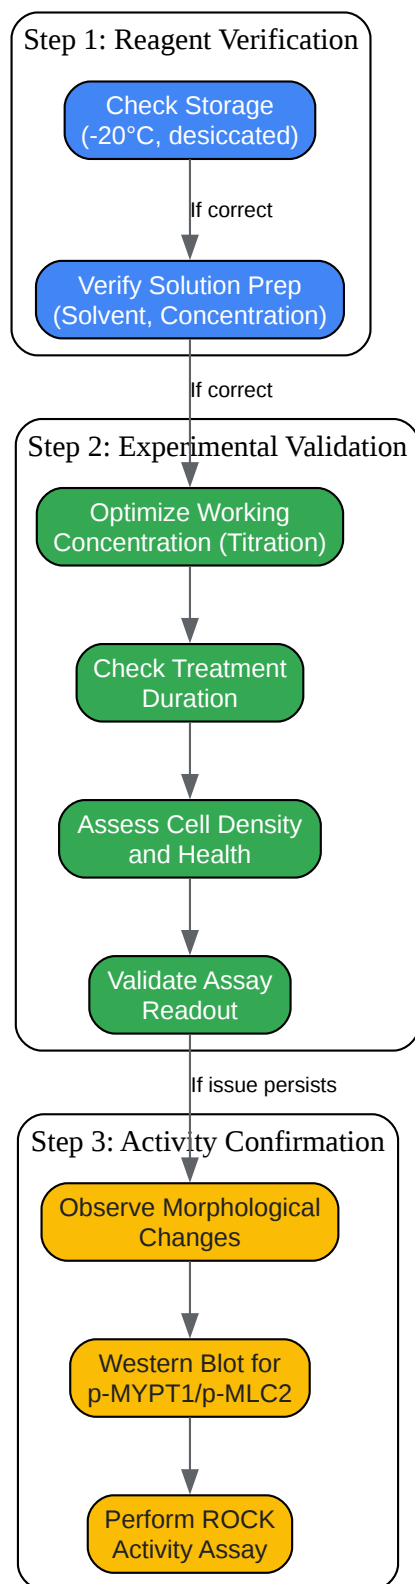 Step 1: Reagent Verification
Check Storage
(-20°C, desiccated)
If correct
Verify Solution Prep
(Solvent, Concentration)
If correct
Step 2: Experimental Validation
Optimize Working
Concentration (Titration)
Check Treatment
Duration
Assess Cell Density
and Health
Validate Assay
Readout
If issue persists
Step 3: Activity Confirmation
Observe Morphological
Changes
Western Blot for
p-MYPT1/p-MLC2
Perform ROCK
Activity Assay